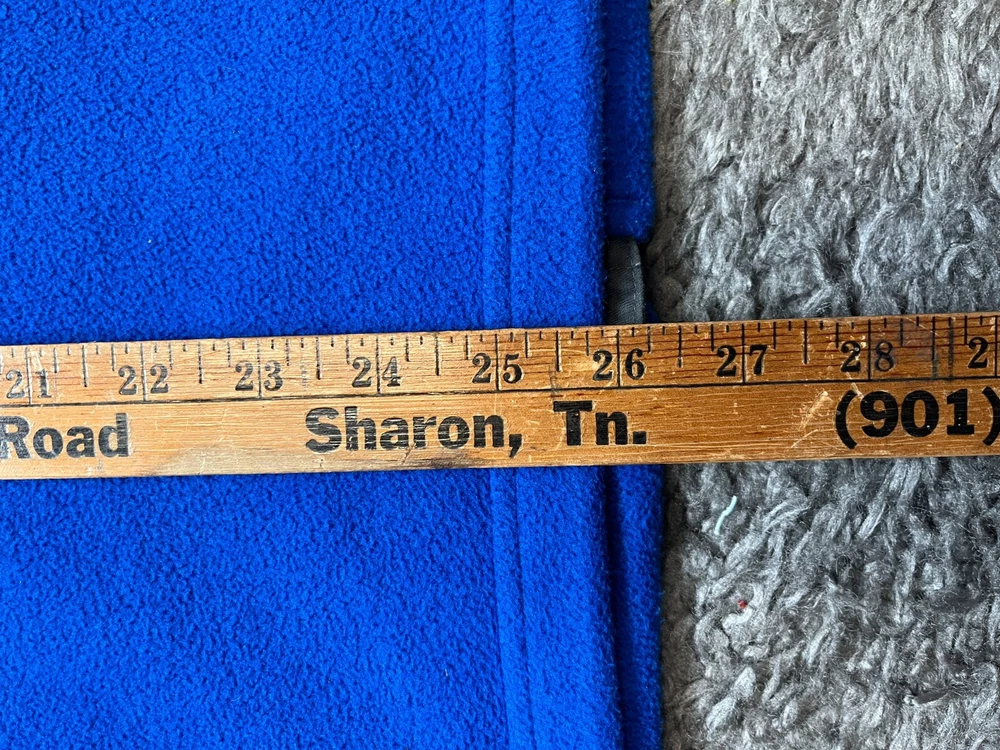 21 22 23 24 25 26 27 28 2
Road Sharon, Tn. (901)